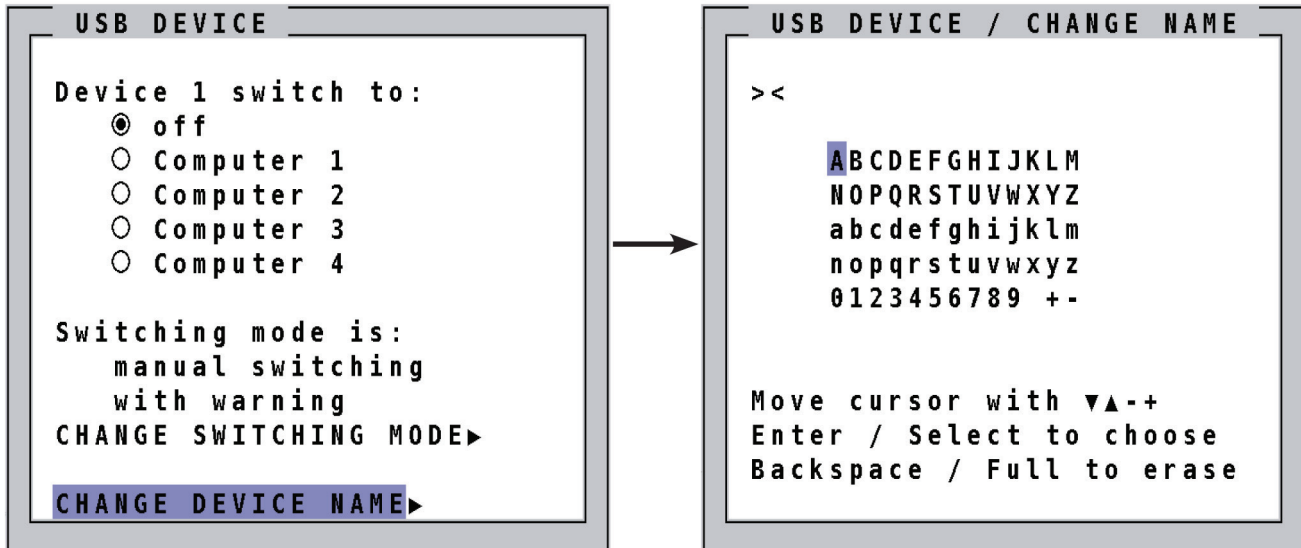 USB DEVICE
Device 1 switch to:
off
Computer 1
Computer 2
Computer 3
Computer 4
Switching mode is:
manual switching
with warning
CHANGE SWITCHING MODE▶
CHANGE DEVICE NAME▶
USB DEVICE / CHANGE NAME
><
ABCDEFGHIJKLM
NOPQRSTUVWXYZ
abcdefghijklm
nopqrstuvwxyz
0123456789 +-
Move cursor with ▼▲-+
Enter / Select to choose
Backspace / Full to erase